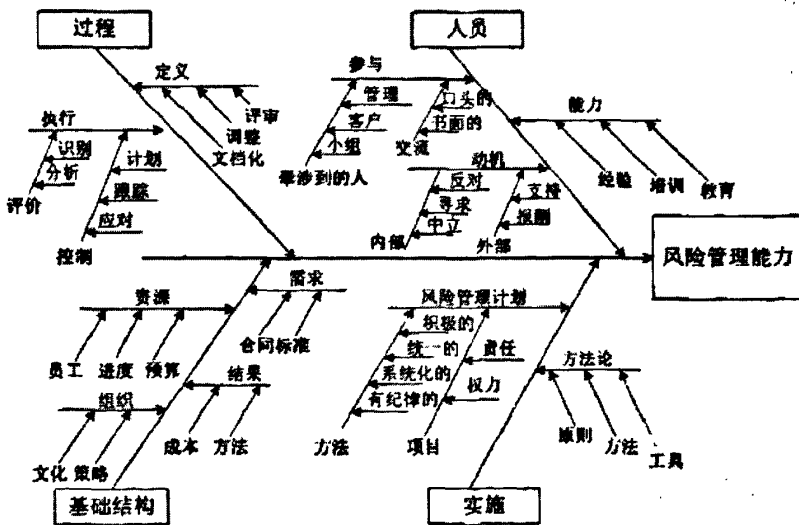 过程
人员
定义
评审
调整
文档化
执行
识别
分析
评价
计划
跟踪
应对
控制
参与
管理
客户
小组
牵涉到的人
口头的
书面的
交流
能力
经验
培训
教育
动机
反对
寻求
中立
内部
支持
报酬
外部
风险管理能力
需求
合同标准
资源
员工
进度
预算
结果
成本
方法
组织
文化
策略
基础结构
风险管理计划
积极的
统一的
系统化的
有纪律的
方法
责任
权力
项目
方法论
原则
方法
工具
实施